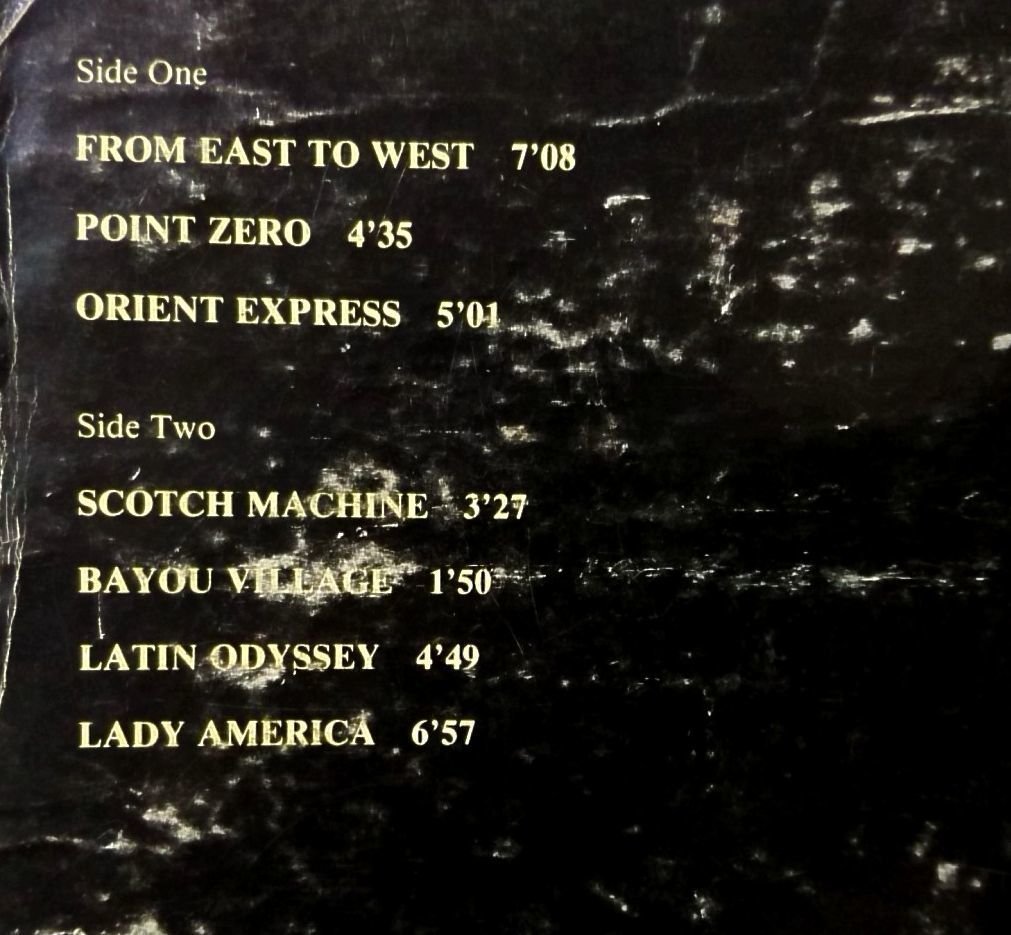 Side One
FROM EAST TO WEST 7’08
POINT ZERO 4’35
ORIENT EXPRESS 5’01
Side Two
SCOTCH MACHINE 3’27
BAYOU VILLAGE 1’50
LATIN ODYSSEY 4’49
LADY AMERICA 6’57